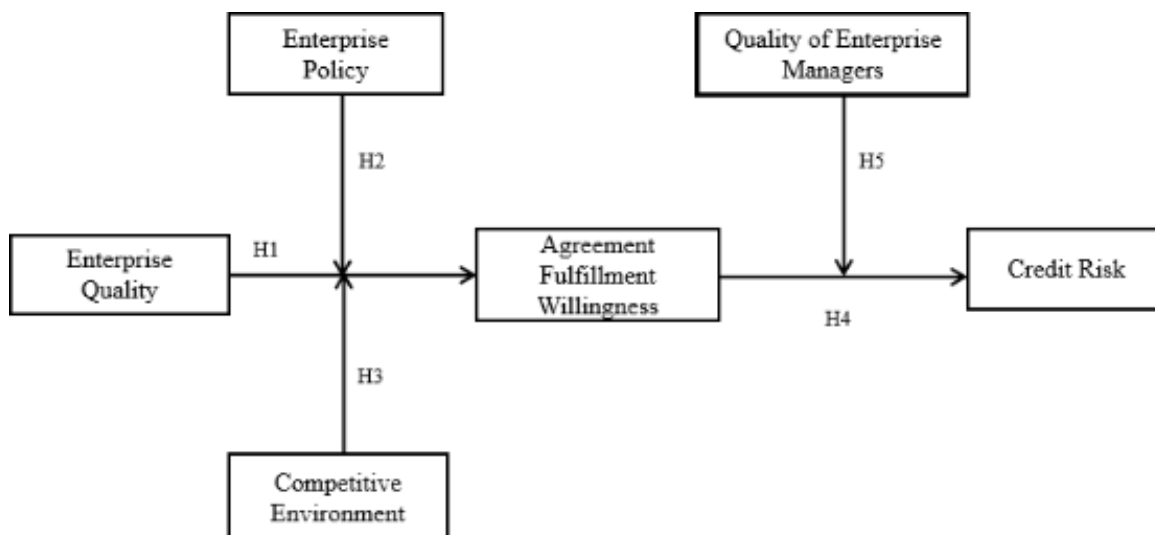 Enterprise
Policy
Quality of Enterprise
Managers
H2
H5
Enterprise
Quality
H1
Agreement
Fulfillment
Willingness
Credit Risk
H4
H3
Competitive
Environment